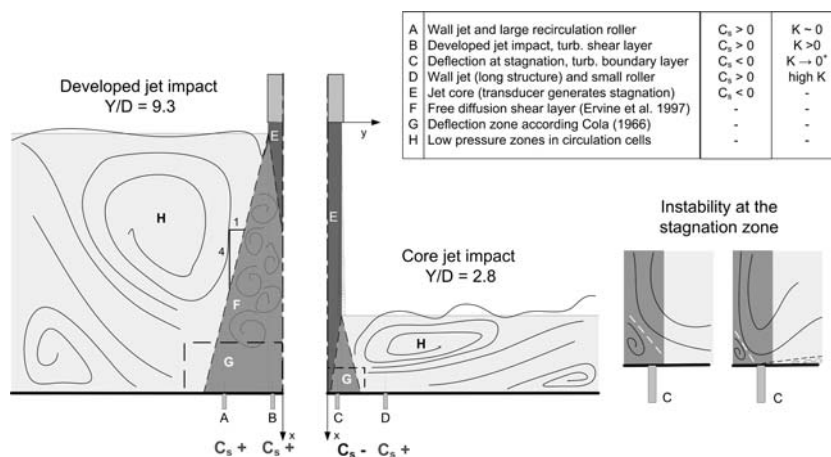 A Wall jet and large recirculation roller Cs > 0 K ~ 0
B Developed jet impact, turb. shear layer Cs > 0 K >0
C Deflection at stagnation, turb. boundary layer Cs < 0 K → 0+
D Wall jet (long structure) and small roller Cs > 0 high K
E Jet core (transducer generates stagnation) Cs < 0 -
F Free diffusion shear layer (Ervine et al. 1997) - -
G Deflection zone according Cola (1966) - -
H Low pressure zones in circulation cells - -
Developed jet impact
Y/D = 9.3
E
y
H
1
4
F
G
A
B
x
Cs + Cs +
E
Core jet impact
Y/D = 2.8
H
G
C
D
x
Cs - Cs +
Instability at the
stagnation zone
C
C